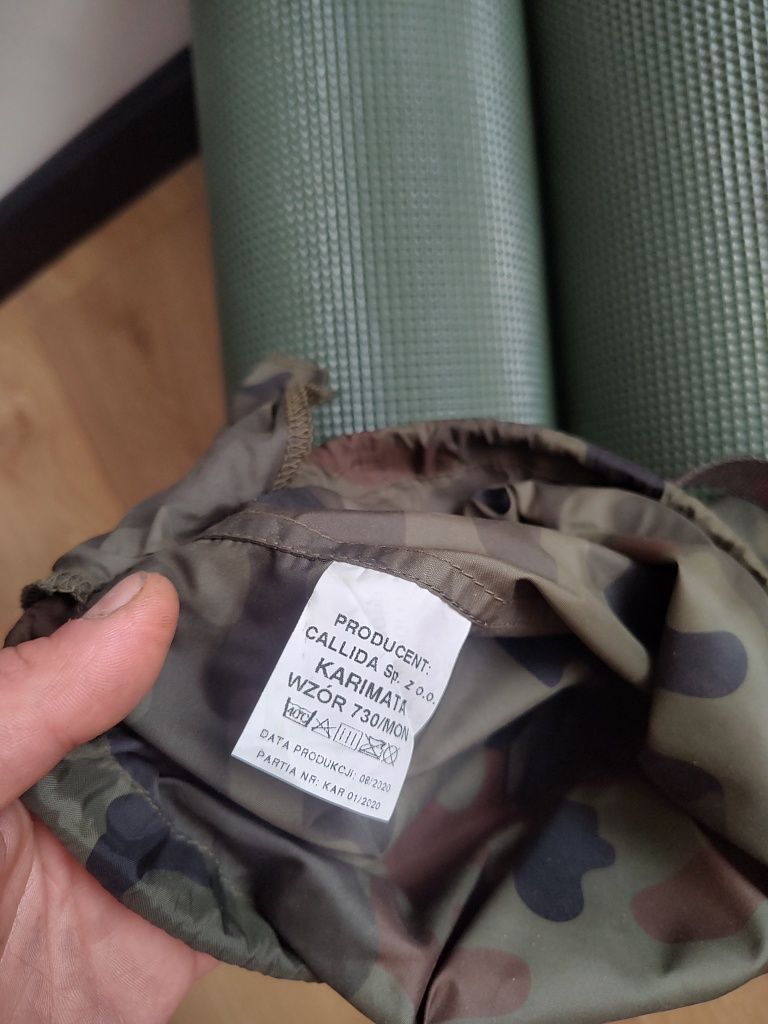 PRODUCENT:
CALLIDA Sp. z o.o.
KARIMATA
WZÓR 730/MON
DATA PRODUKCJI: 08/2020
PARTIA NR: KAR 01/2020